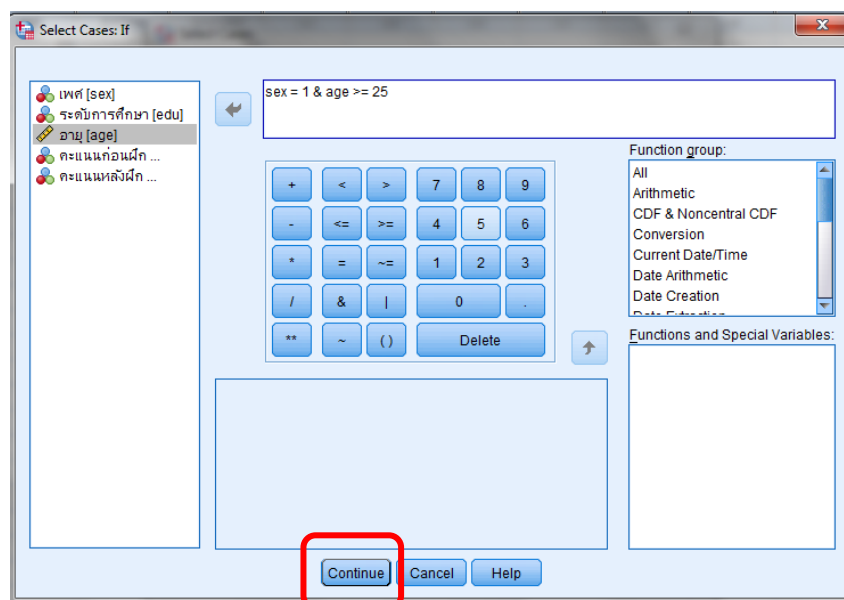 Select Cases: If
เพศ [sex]
ระดับการศึกษา [edu]
อายุ [age]
คะแนนก่อนฝึก ...
คะแนนหลังฝึก ...
sex = 1 & age >= 25
+ < > 7 8 9
- <= >= 4 5 6
* = ~= 1 2 3
/ & | 0 .
** ~ ( ) Delete
Function group:
All
Arithmetic
CDF & Noncentral CDF
Conversion
Current Date/Time
Date Arithmetic
Date Creation
Date Extraction
Functions and Special Variables:
Continue Cancel Help